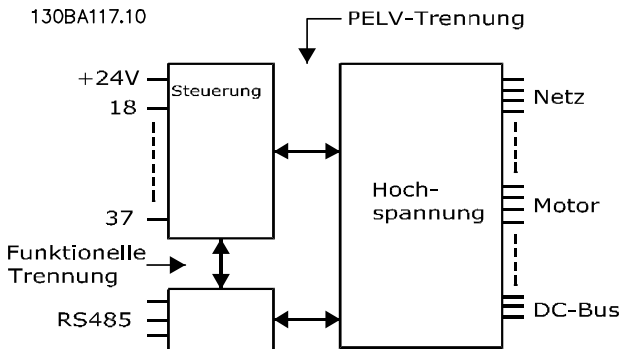 130BA117.10
PELV-Trennung
+24V
Steuerung
18
Netz
Hoch-
spannung
37
Motor
Funktionelle
Trennung
RS485
DC-Bus